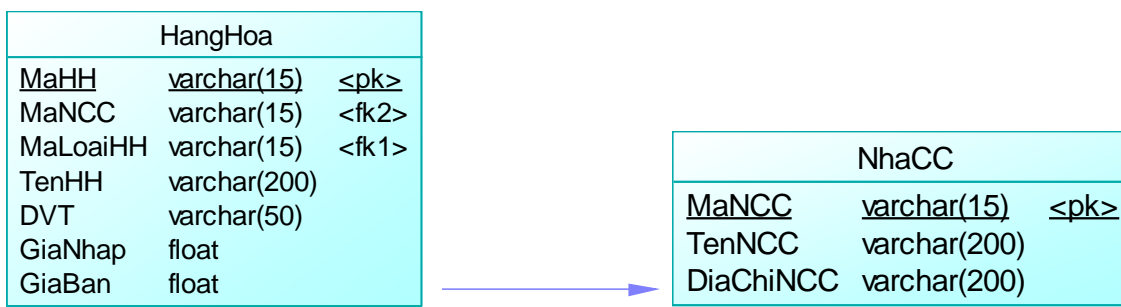 HangHoa
MaHH varchar(15) <pk>
MaNCC varchar(15) <fk2>
MaLoaiHH varchar(15) <fk1>
TenHH varchar(200)
DVT varchar(50)
GiaNhap float
GiaBan float
NhaCC
MaNCC varchar(15) <pk>
TenNCC varchar(200)
DiaChiNCC varchar(200)